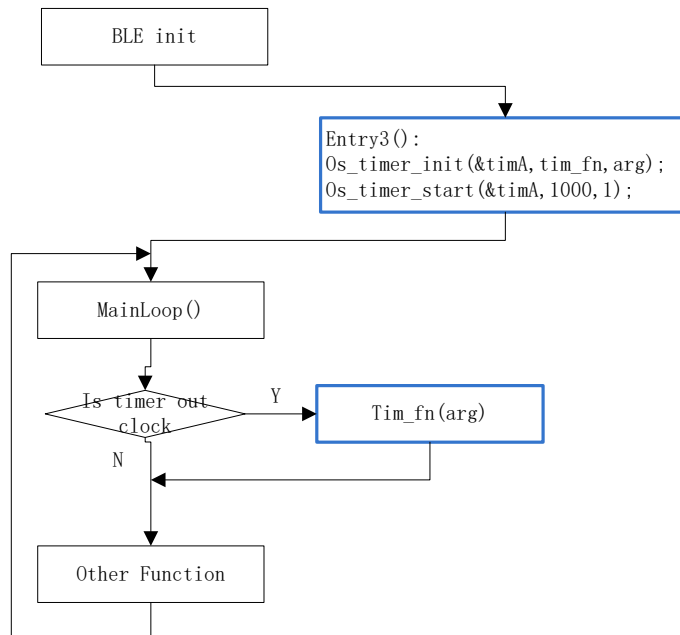 BLE init
Entry3():
Os_timer_init(&timA,tim_fn,arg);
Os_timer_start(&timA,1000,1);
MainLoop()
Is timer out
clock
Y
Tim_fn(arg)
N
Other Function